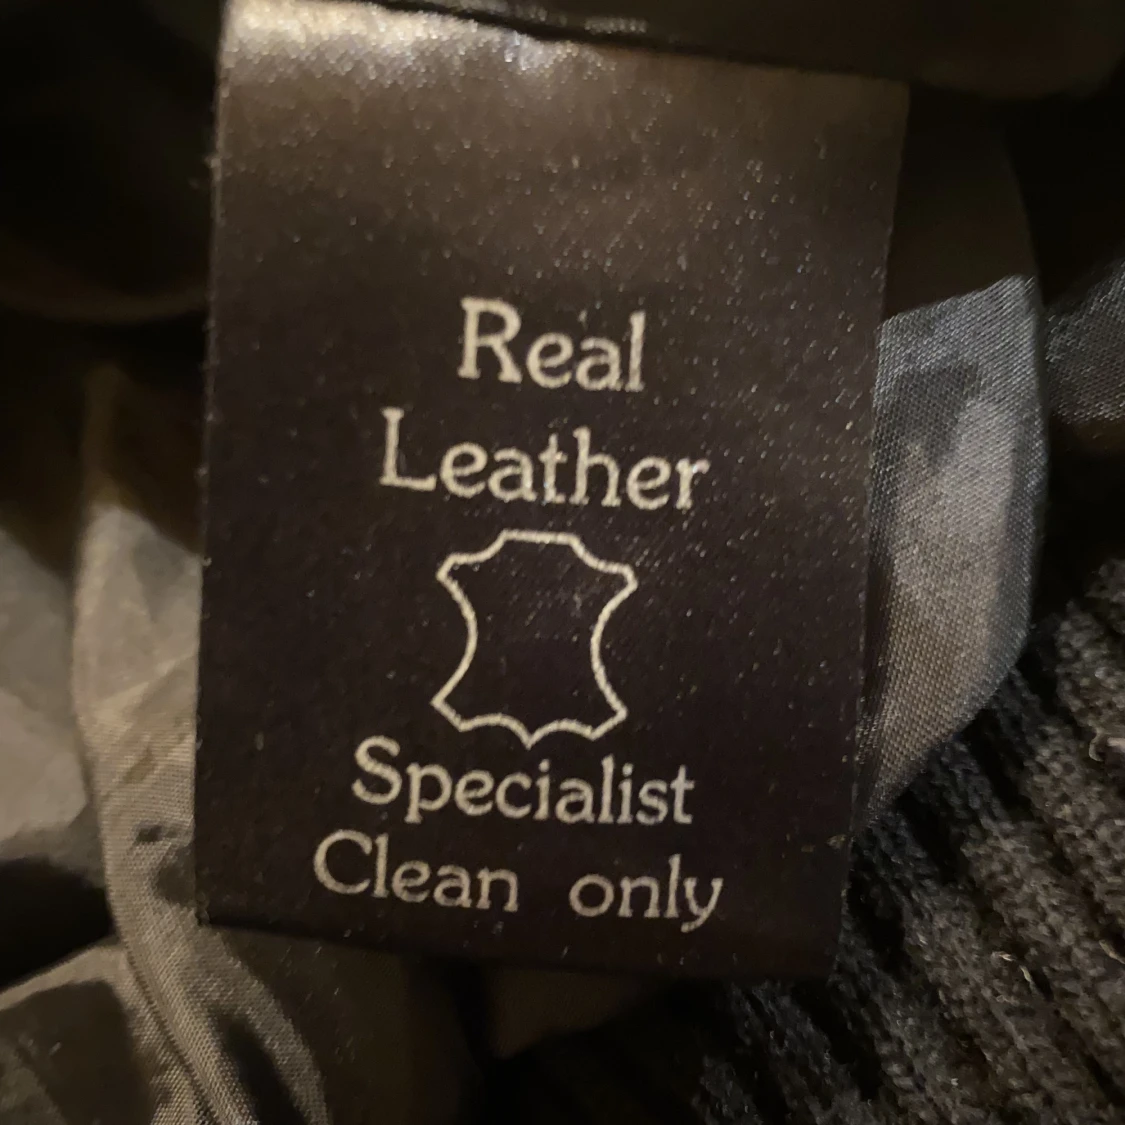 Real
Leather
Specialist
Clean only